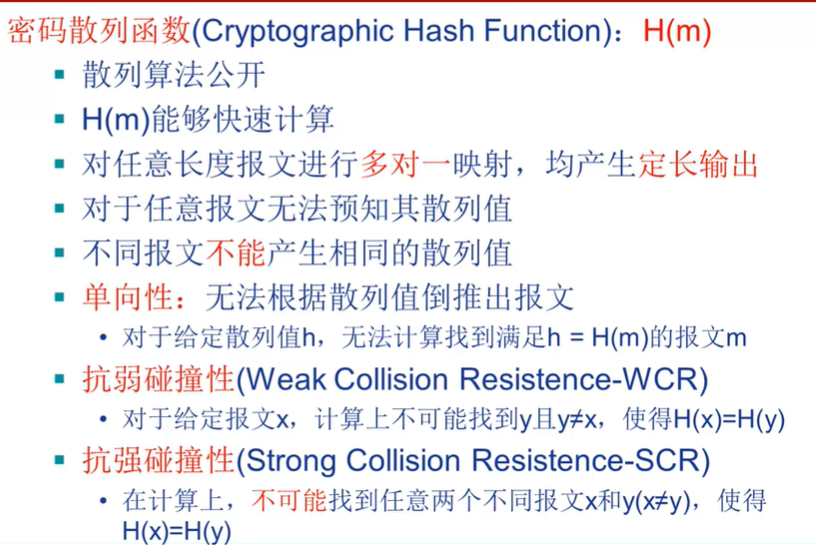 密码散列函数(Cryptographic Hash Function)：H(m)
散列算法公开
H(m)能够快速计算
对任意长度报文进行多对一映射，均产生定长输出
对于任意报文无法预知其散列值
不同报文不能产生相同的散列值
单向性：无法根据散列值倒推出报文
• 对于给定散列值h，无法计算找到满足h = H(m)的报文m
抗弱碰撞性(Weak Collision Resistence-WCR)
• 对于给定报文x，计算上不可能找到y且y≠x，使得H(x)=H(y)
抗强碰撞性(Strong Collision Resistence-SCR)
• 在计算上，不可能找到任意两个不同报文x和y(x≠y)，使得
H(x)=H(y)